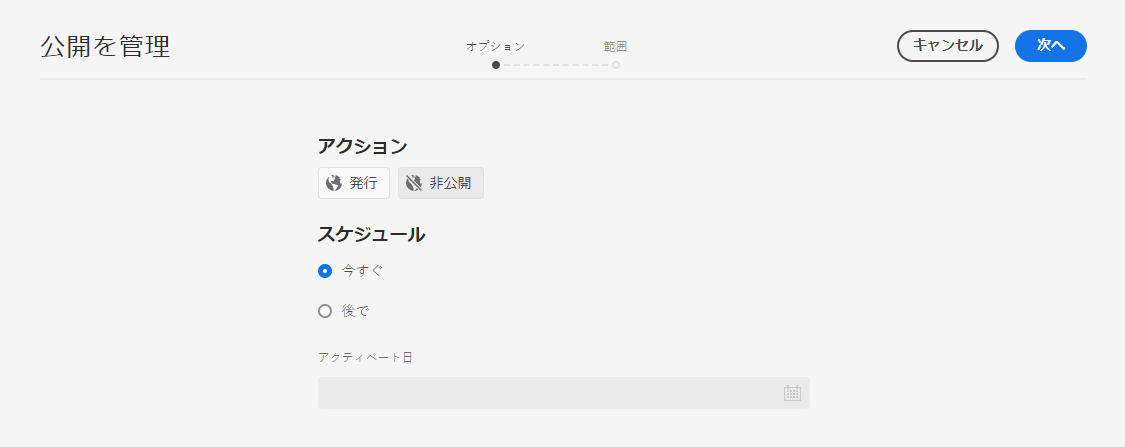 公開を管理
オプション
範囲
キャンセル
次へ
アクション
発行
非公開
スケジュール
今すぐ
後で
アクティベート日